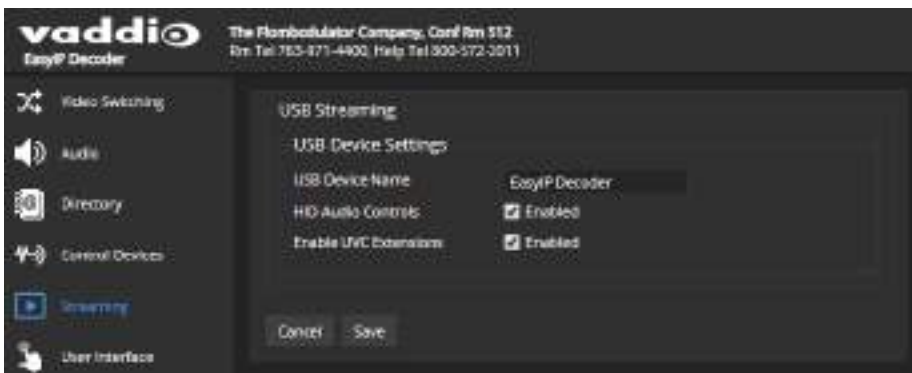 vaddio
EasyIP Decoder
The Flombodulator Company, Conf Rm 512
Rm Tel 763-971-4400, Help Tel 800-572-2011
Video Switching
Audio
Directory
Control Devices
Streaming
User Interface
USB Streaming
USB Device Settings
USB Device Name EasyIP Decoder
HID Audio Controls Enabled
Enable UVC Extensions Enabled
Cancel Save